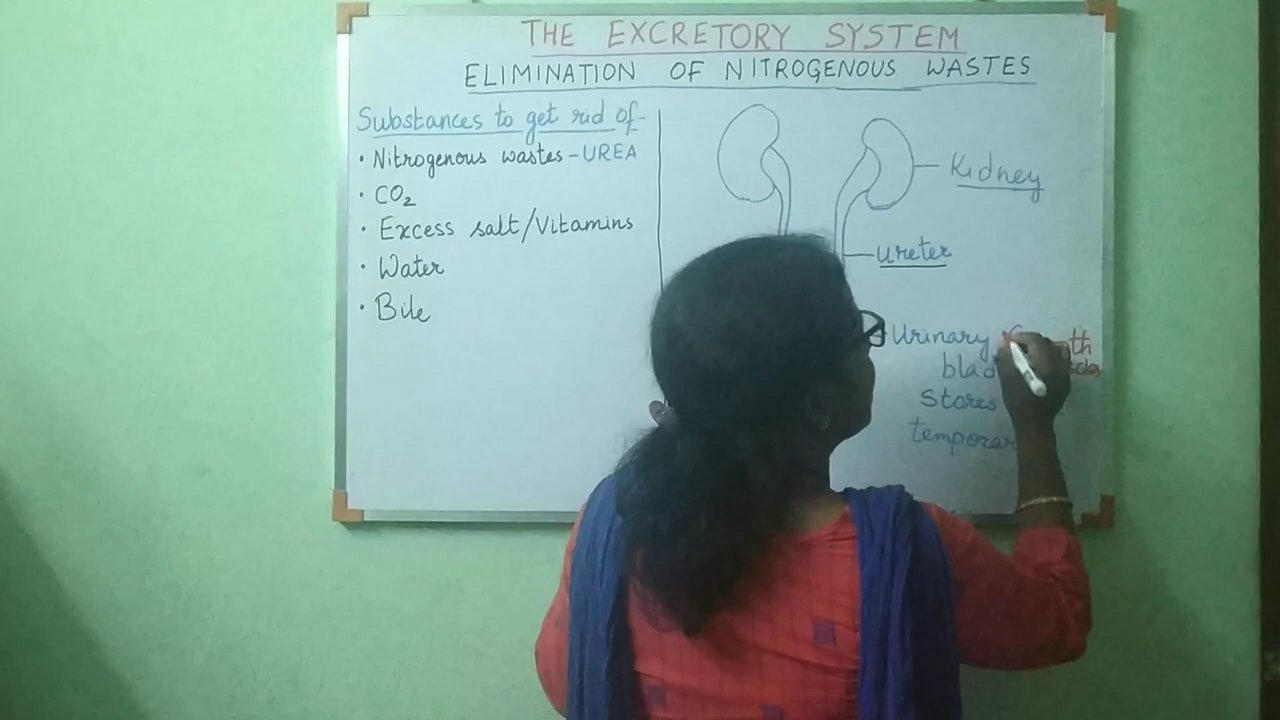 THE EXCRETORY SYSTEM
ELIMINATION OF NITROGENOUS WASTES
Substances to get rid of-
• Nitrogenous wastes - UREA
• CO₂
• Excess salt/Vitamins
• Water
• Bile
Kidney
Ureter
Urinary
Stores